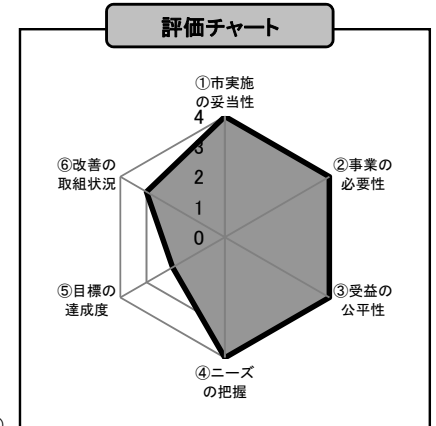 評価チャート
①市実施
の妥当性
4
3
2
1
0
②事業の
必要性
③受益の
公平性
④ニーズ
の把握
⑤目標の
達成度
⑥改善の
取組状況